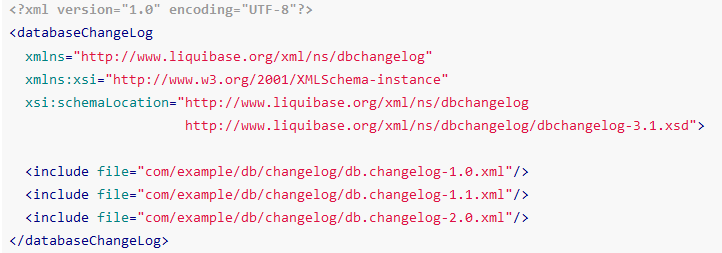 <?xml version="1.0" encoding="UTF-8"?>
<databaseChangeLog
xmlns="http://www.liquibase.org/xml/ns/dbchangelog"
xmlns:xsi="http://www.w3.org/2001/XMLSchema-instance"
xsi:schemaLocation="http://www.liquibase.org/xml/ns/dbchangelog
http://www.liquibase.org/xml/ns/dbchangelog/dbchangelog-3.1.xsd">
<include file="com/example/db/changelog/db.changelog-1.0.xml"/>
<include file="com/example/db/changelog/db.changelog-1.1.xml"/>
<include file="com/example/db/changelog/db.changelog-2.0.xml"/>
</databaseChangeLog>